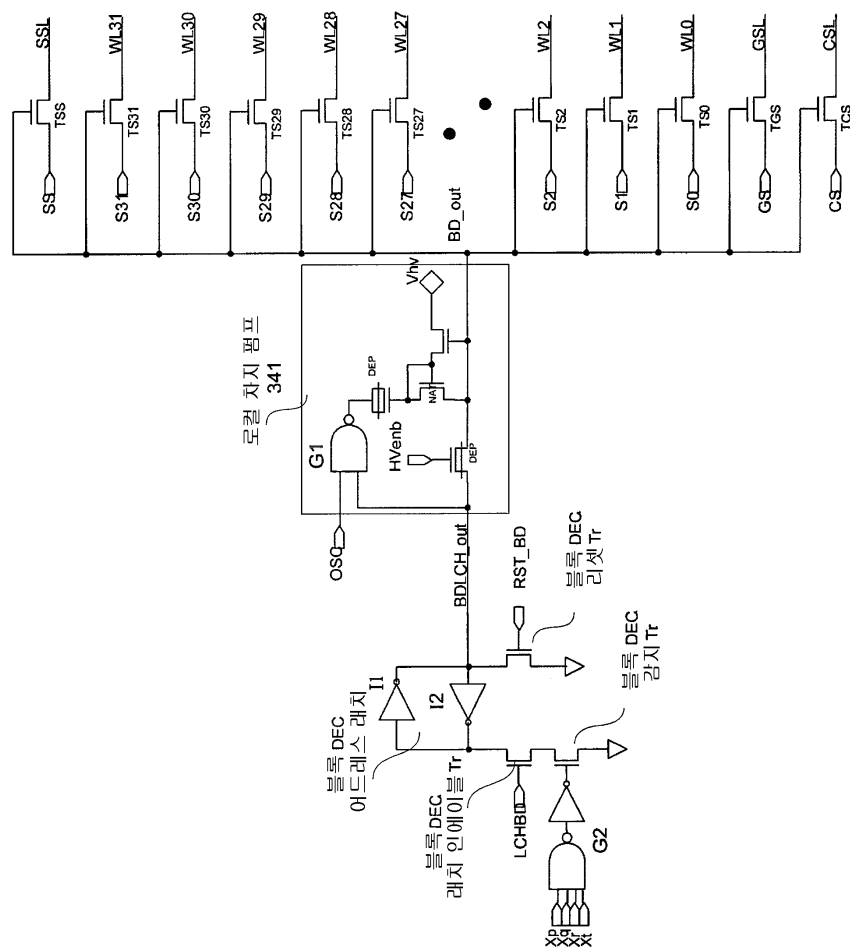 SSL
WL31
WL30
WL29
WL28
WL27
WL2
WL1
WL0
GSL
CSL
TSS
TS31
TS30
TS29
TS28
TS27
TS2
TS1
TS0
TGS
TCS
SS
S31
S30
S29
S28
S27
S2
S1
S0
GS
CS
BD_out
로컬 차지 펌프
341
Vhv
DEP
NAT
G1
HVenb
DEP
OSC
BDLCH_out
RST_BD
블록 DEC
리셋 Tr
I1
I2
블록 DEC
어드레스 래치
블록 DEC
감지 Tr
블록 DEC
래치 인에이블 Tr
LCHBD
G2
Xp
Xq
Xr
Xt